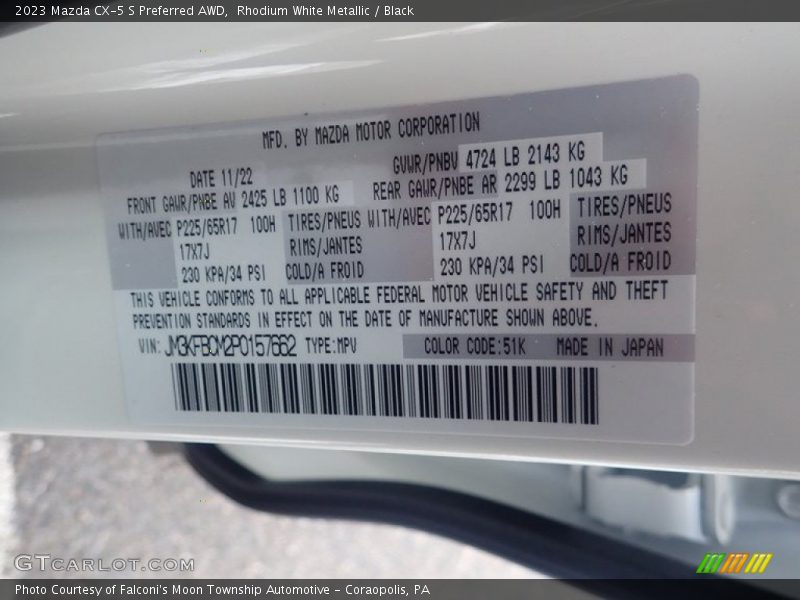 2023 Mazda CX-5 S Preferred AWD, Rhodium White Metallic / Black
MFD. BY MAZDA MOTOR CORPORATION
DATE 11/22 GVWR/PNBV 4724 LB 2143 KG
FRONT GAWR/PNBE AV 2425 LB 1100 KG REAR GAWR/PNBE AR 2299 LB 1043 KG
WITH/AVEC P225/65R17 100H TIRES/PNEUS WITH/AVEC P225/65R17 100H TIRES/PNEUS
17X7J RIMS/JANTES 17X7J RIMS/JANTES
230 KPA/34 PSI COLD/A FROID 230 KPA/34 PSI COLD/A FROID
THIS VEHICLE CONFORMS TO ALL APPLICABLE FEDERAL MOTOR VEHICLE SAFETY AND THEFT
PREVENTION STANDARDS IN EFFECT ON THE DATE OF MANUFACTURE SHOWN ABOVE.
VIN: JM3KFBCM2P0157662 TYPE:MPV COLOR CODE:51K MADE IN JAPAN
GTCARLOT.COM
Photo Courtesy of Falconi's Moon Township Automotive - Coraopolis, PA